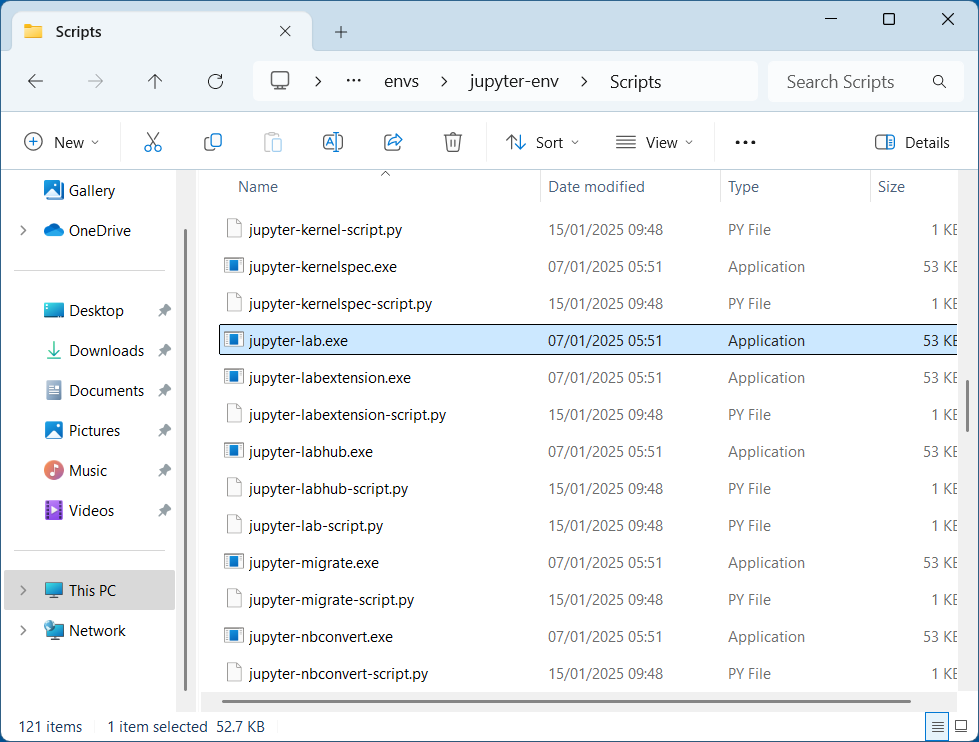 Scripts
envs jupyter-env Scripts Search Scripts
New Sort View Details
Name Date modified Type Size
Gallery
OneDrive
Desktop
Downloads
Documents
Pictures
Music
Videos
This PC
Network
jupyter-kernel-script.py 15/01/2025 09:48 PY File 1 KB
jupyter-kernelspec.exe 07/01/2025 05:51 Application 53 KB
jupyter-kernelspec-script.py 15/01/2025 09:48 PY File 1 KB
jupyter-lab.exe 07/01/2025 05:51 Application 53 KB
jupyter-labextension.exe 07/01/2025 05:51 Application 53 KB
jupyter-labextension-script.py 15/01/2025 09:48 PY File 1 KB
jupyter-labhub.exe 07/01/2025 05:51 Application 53 KB
jupyter-labhub-script.py 15/01/2025 09:48 PY File 1 KB
jupyter-lab-script.py 15/01/2025 09:48 PY File 1 KB
jupyter-migrate.exe 07/01/2025 05:51 Application 53 KB
jupyter-migrate-script.py 15/01/2025 09:48 PY File 1 KB
jupyter-nbconvert.exe 07/01/2025 05:51 Application 53 KB
jupyter-nbconvert-script.py 15/01/2025 09:48 PY File 1 KB
121 items 1 item selected 52.7 KB